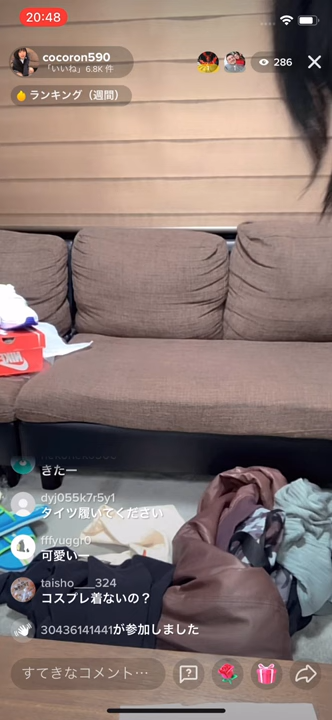 20:48
cocoron590
「いいね」6.8K 件
286
ランキング（週間）
NIKE
きたー
dyj055k7r5y1
タイツ履いてください
fffyuggr0
可愛いー
taisho___324
コスプレ着ないの？
30436141441が参加しました
すてきなコメント…